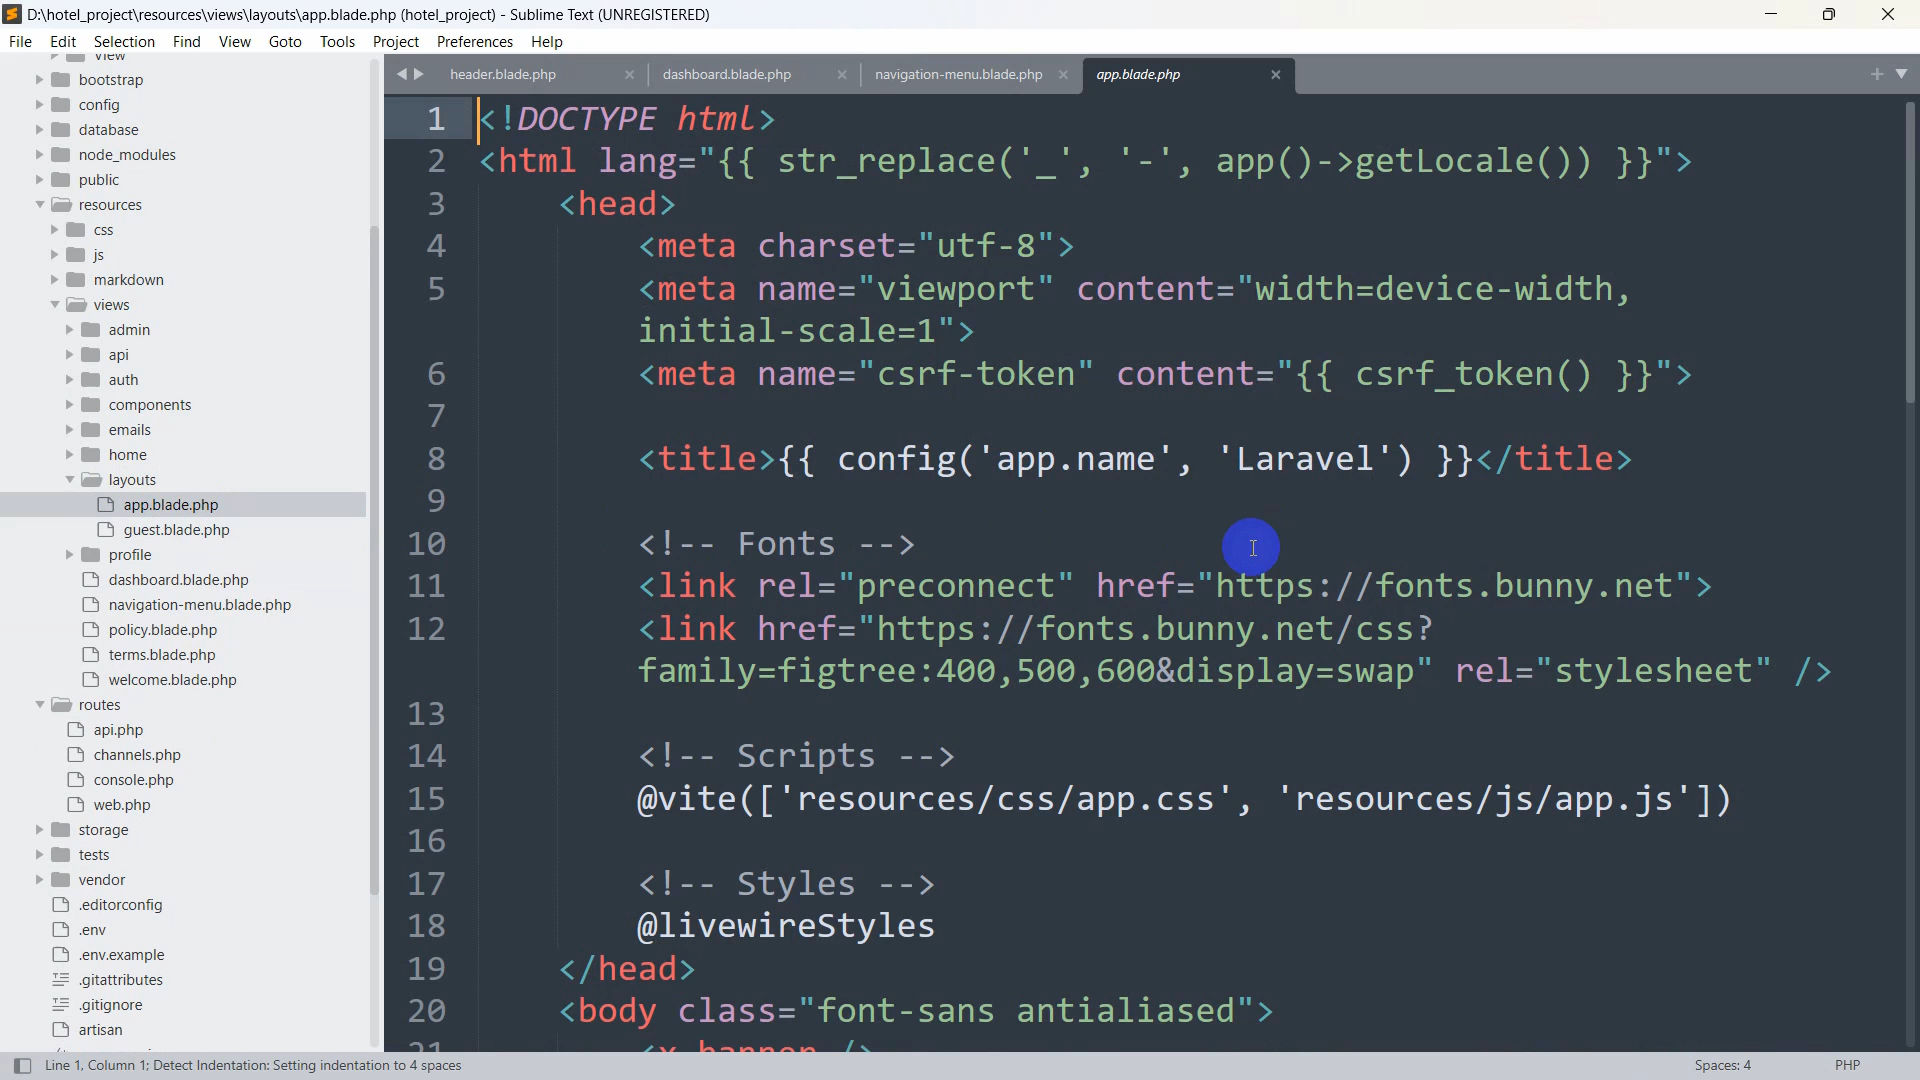 D:\hotel_project\resources\views\layouts\app.blade.php (hotel_project) - Sublime Text (UNREGISTERED)
File Edit Selection Find View Goto Tools Project Preferences Help
View
bootstrap
config
database
node_modules
public
resources
css
js
markdown
views
admin
api
auth
components
emails
home
layouts
app.blade.php
guest.blade.php
profile
dashboard.blade.php
navigation-menu.blade.php
policy.blade.php
terms.blade.php
welcome.blade.php
routes
api.php
channels.php
console.php
web.php
storage
tests
vendor
.editorconfig
.env
.env.example
.gitattributes
.gitignore
artisan
header.blade.php dashboard.blade.php navigation-menu.blade.php app.blade.php
1 <!DOCTYPE html>
2 <html lang="{{ str_replace('_', '-', app()->getLocale()) }}">
3 <head>
4 <meta charset="utf-8">
5 <meta name="viewport" content="width=device-width,
initial-scale=1">
6 <meta name="csrf-token" content="{{ csrf_token() }}">
7
8 <title>{{ config('app.name', 'Laravel') }}</title>
9
10 <!-- Fonts -->
11 <link rel="preconnect" href="https://fonts.bunny.net">
12 <link href="https://fonts.bunny.net/css?
family=figtree:400,500,600&display=swap" rel="stylesheet" />
13
14 <!-- Scripts -->
15 @vite(['resources/css/app.css', 'resources/js/app.js'])
16
17 <!-- Styles -->
18 @livewireStyles
19 </head>
20 <body class="font-sans antialiased">
21 <x-banner />
Line 1, Column 1; Detect Indentation: Setting indentation to 4 spaces
Spaces: 4 PHP